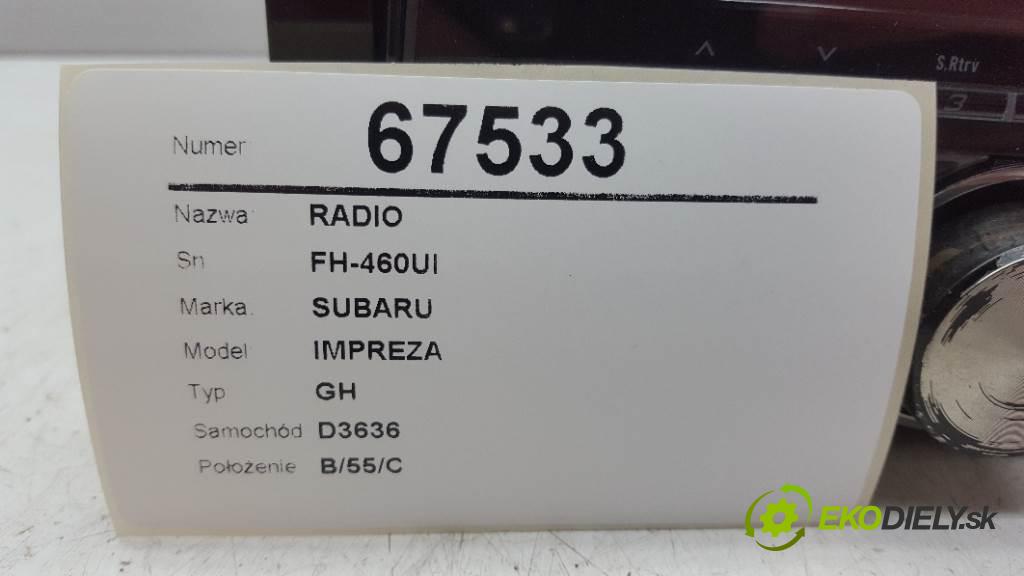 S.Rtrv
3
Numer 67533
Nazwa: RADIO
Sn FH-460UI
Marka. SUBARU
Model IMPREZA
Typ GH
Samochód D3636
Położenie B/55/C
EKODIELY.sk